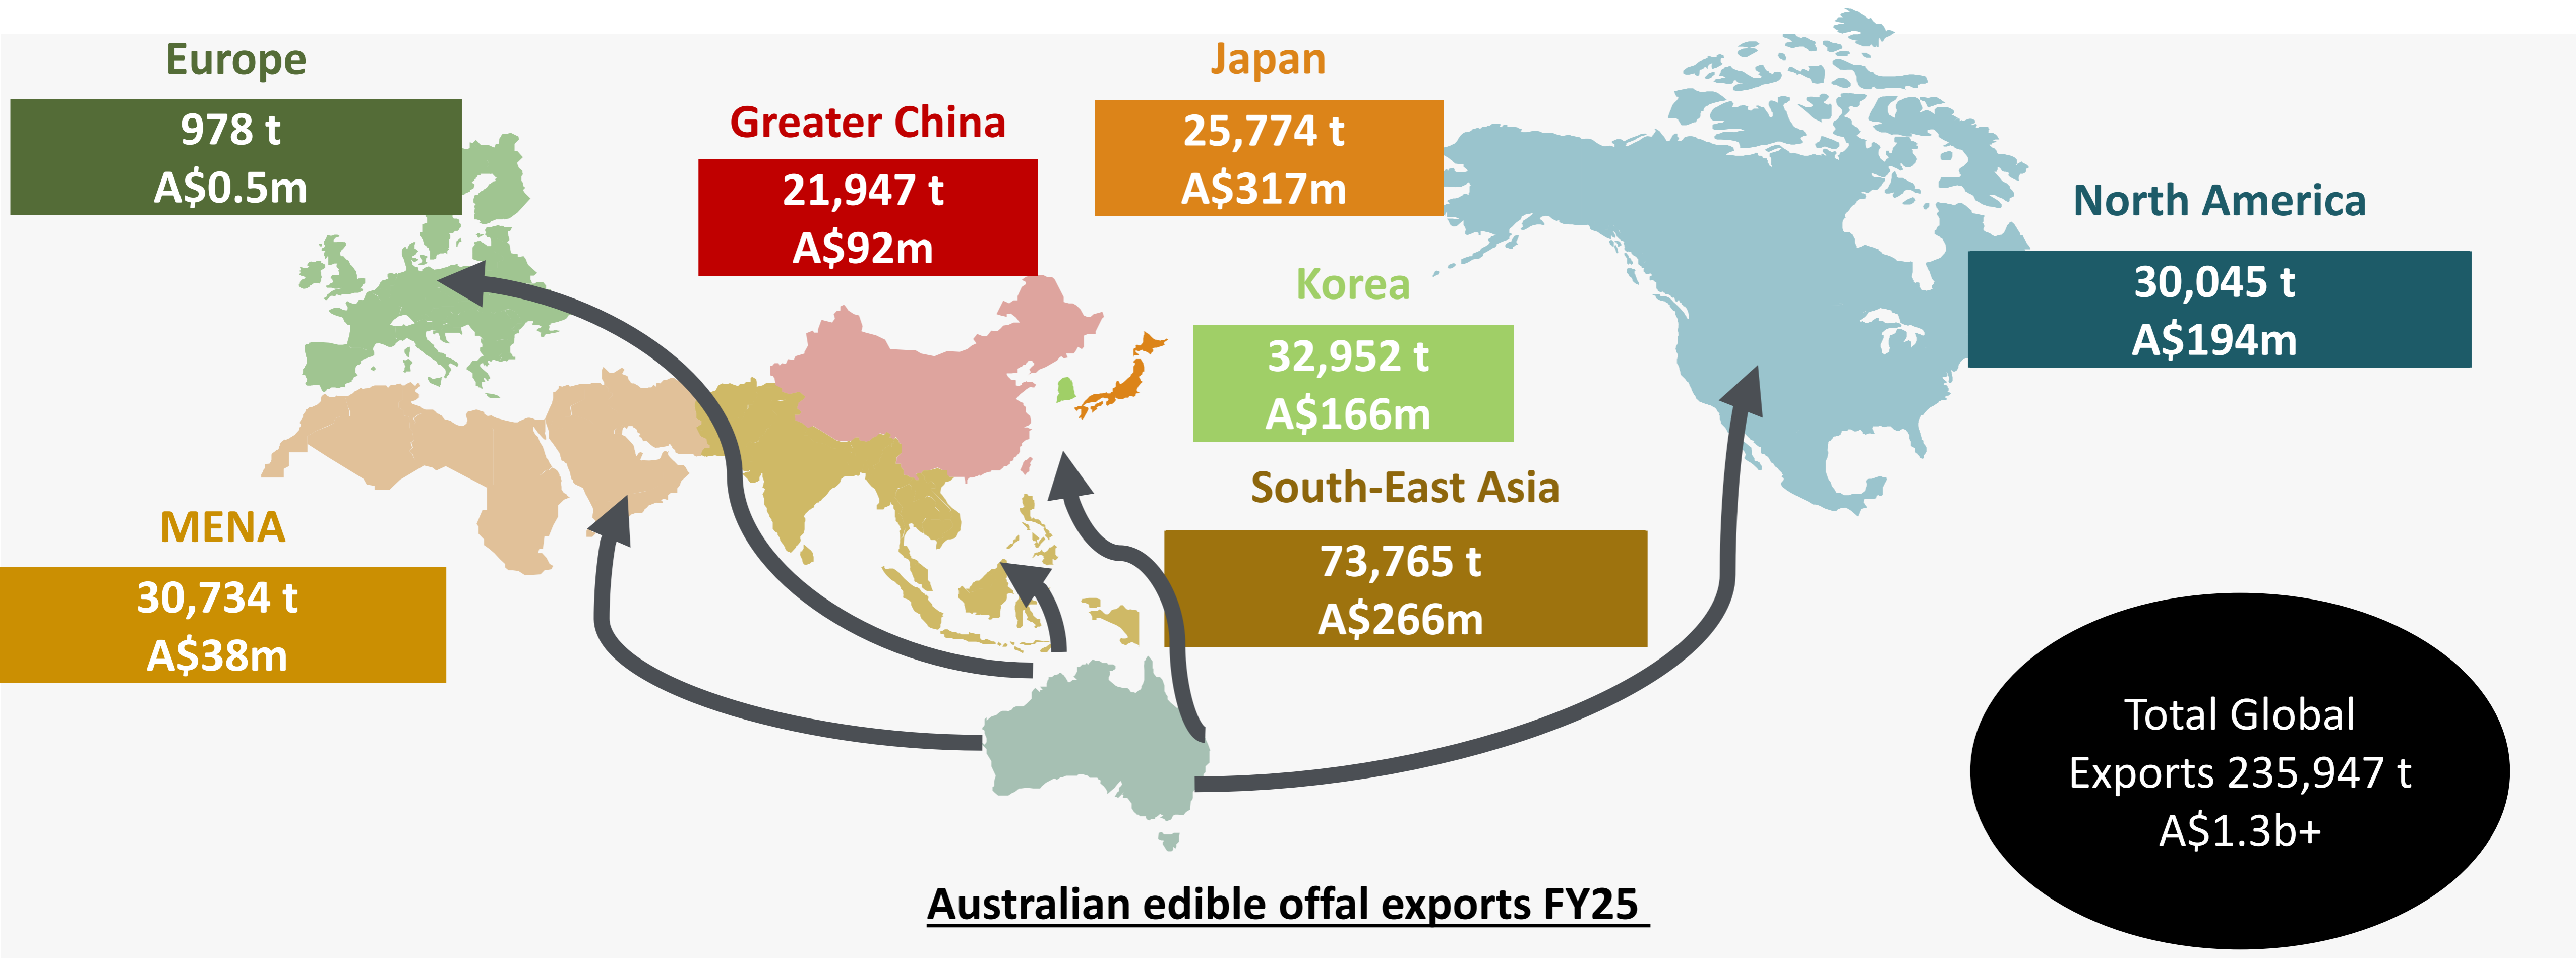 Europe
978 t
A$0.5m
Greater China
21,947 t
A$92m
Japan
25,774 t
A$317m
North America
30,045 t
A$194m
Korea
32,952 t
A$166m
South-East Asia
73,765 t
A$266m
MENA
30,734 t
A$38m
Total Global
Exports 235,947 t
A$1.3b+
Australian edible offal exports FY25